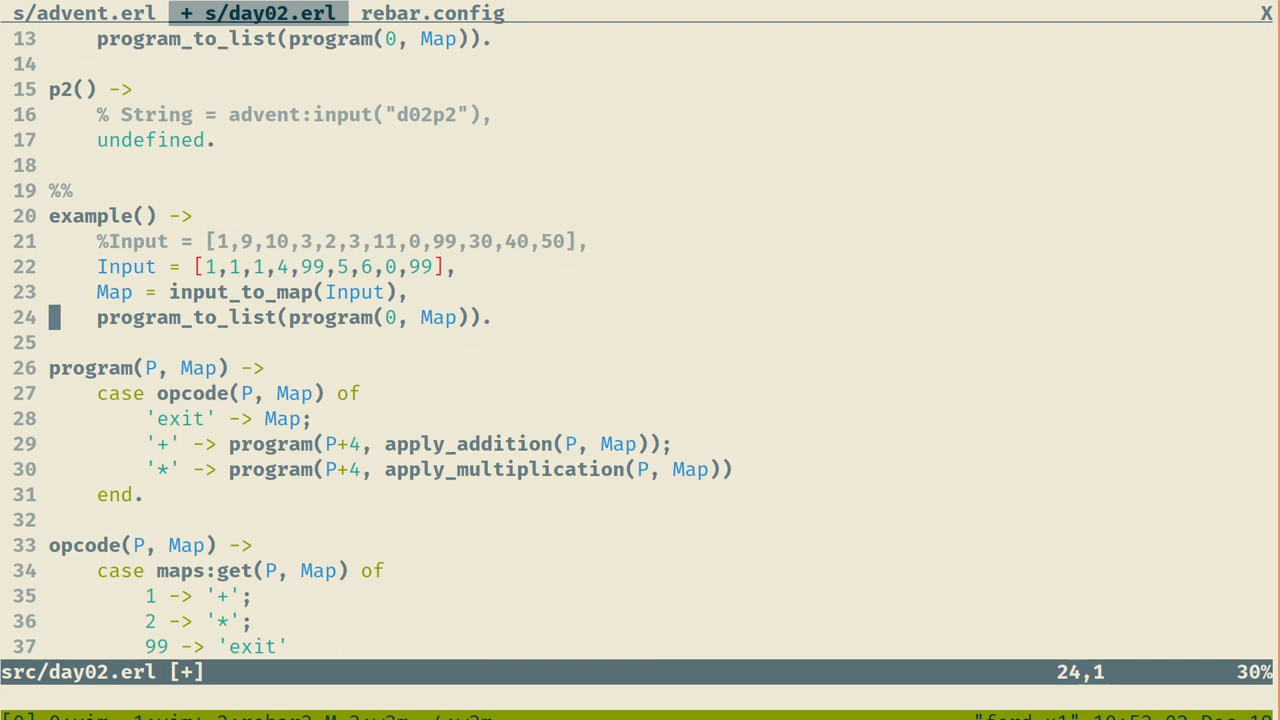 s/advent.erl + s/day02.erl rebar.config X
13 program_to_list(program(0, Map)).
14
15 p2() ->
16 % String = advent:input("d02p2"),
17 undefined.
18
19 %%
20 example() ->
21 %Input = [1,9,10,3,2,3,11,0,99,30,40,50],
22 Input = [1,1,1,4,99,5,6,0,99],
23 Map = input_to_map(Input),
24 program_to_list(program(0, Map)).
25
26 program(P, Map) ->
27 case opcode(P, Map) of
28 'exit' -> Map;
29 '+' -> program(P+4, apply_addition(P, Map));
30 '*' -> program(P+4, apply_multiplication(P, Map))
31 end.
32
33 opcode(P, Map) ->
34 case maps:get(P, Map) of
35 1 -> '+';
36 2 -> '*';
37 99 -> 'exit'
src/day02.erl [+] 24,1 30%